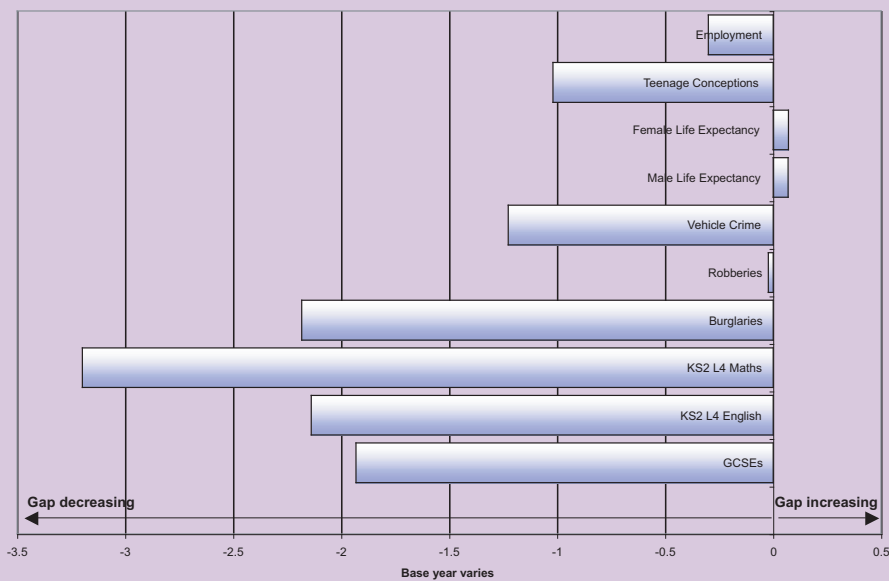 Employment
Teenage Conceptions
Female Life Expectancy
Male Life Expectancy
Vehicle Crime
Robberies
Burglaries
KS2 L4 Maths
KS2 L4 English
GCSEs
Gap decreasing
Gap increasing
-3.5 -3 -2.5 -2 -1.5 -1 -0.5 0 0.5
Base year varies